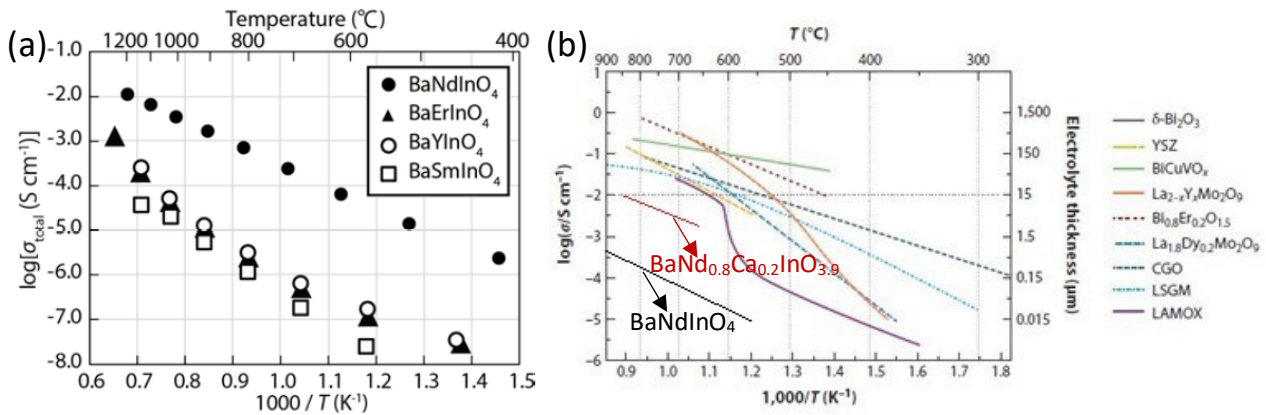 (a)
Temperature (°C)
1200 1000 800 600 400
-1.0
-2.0
-3.0
-4.0
-5.0
-6.0
-7.0
-8.0
log[σtotal (S cm⁻¹)]
BaNdInO₄
BaErInO₄
BaYInO₄
BaSmInO₄
0.6 0.7 0.8 0.9 1.0 1.1 1.2 1.3 1.4 1.5
1000 / T (K⁻¹)
(b)
T (°C)
900 800 700 600 500 400 300
1
0
−1
−2
−3
−4
−5
−6
log(σ/S cm⁻¹)
1,500
150
15
1.5
0.15
0.015
Electrolyte thickness (μm)
BaNd₀.₈Ca₀.₂InO₃.₉
BaNdInO₄
0.9 1.0 1.1 1.2 1.3 1.4 1.5 1.6 1.7 1.8
1,000/T (K⁻¹)
δ-Bi₂O₃
YSZ
BiCuVOₓ
La₂₋ₓYₓMo₂O₉
Bi₀.₈Er₀.₂O₁.₅
La₁.₈Dy₀.₂Mo₂O₉
CGO
LSGM
LAMOX